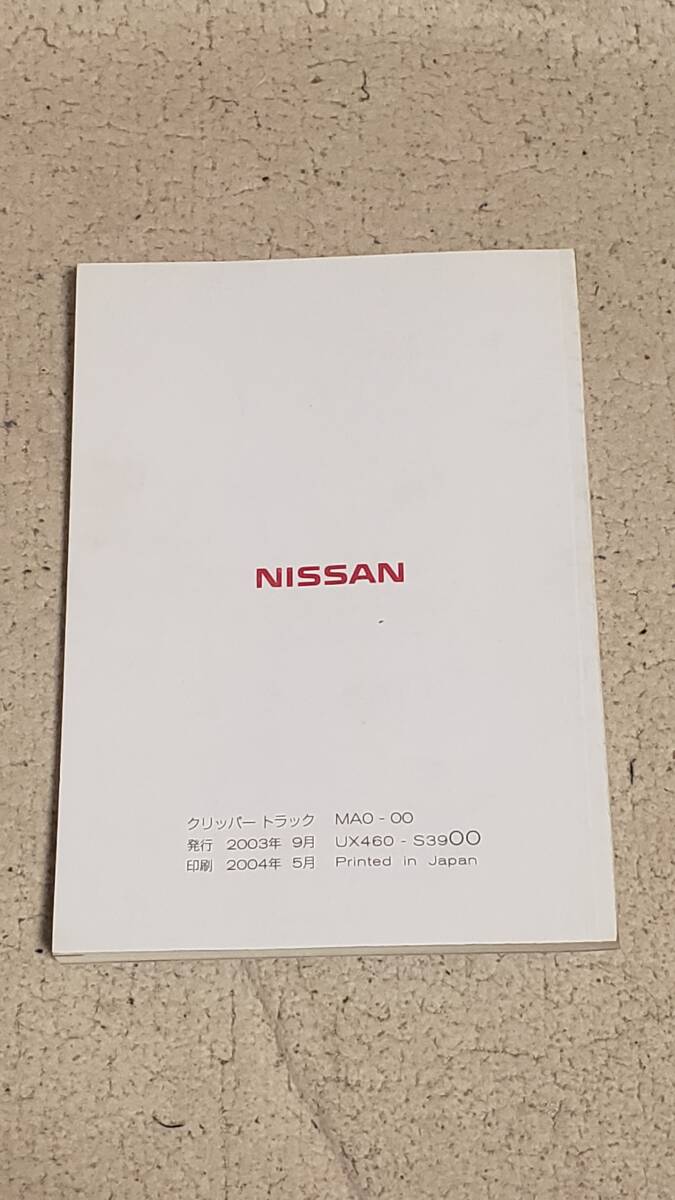 NISSAN
クリッパー トラック MA0 - 00
発行 2003年 9月 UX460 - S3900
印刷 2004年 5月 Printed in Japan